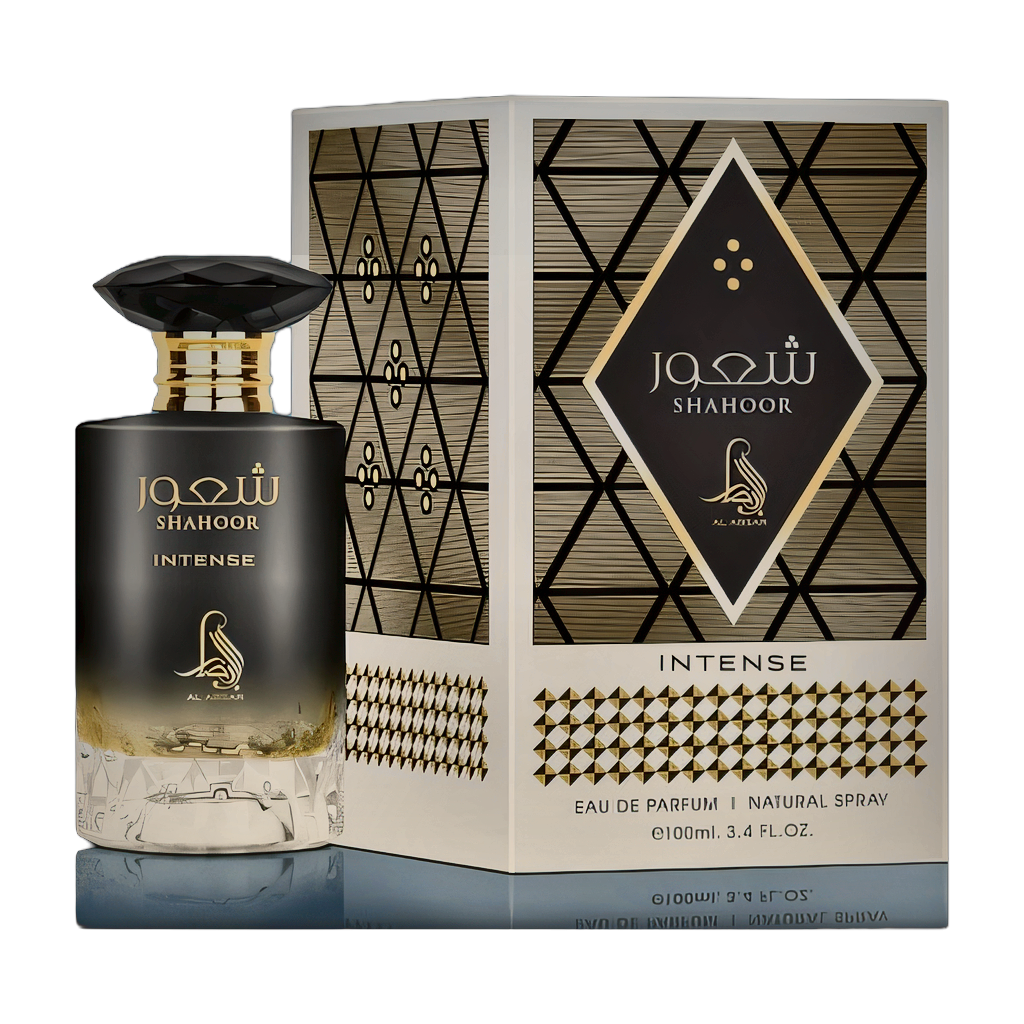 شعور
SHAHOOR
INTENSE
شعور
SHAHOOR
INTENSE
EAU DE PARFUM | NATURAL SPRAY
℮100ml. 3.4 FL.OZ.